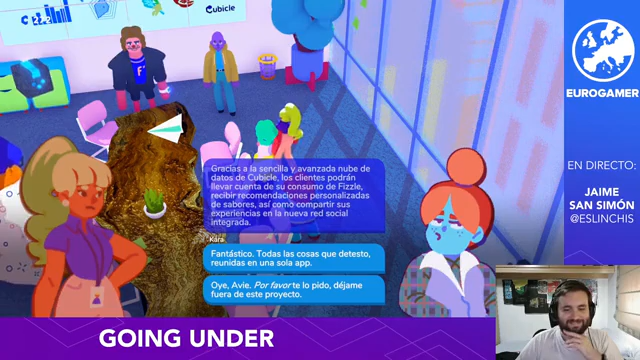 Cubicle
F
EUROGAMER
EN DIRECTO:
JAIME
SAN SIMÓN
@ESLINCHIS
Gracias a la sencilla y avanzada nube de
datos de Cubicle, los clientes podrán
llevar cuenta de su consumo de Fizzle,
recibir recomendaciones personalizadas
de sabores, así como compartir sus
experiencias en la nueva red social
integrada.
Kara
Fantástico. Todas las cosas que detesto,
reunidas en una sola app.
Oye, Avie. Por favor te lo pido, déjame
fuera de este proyecto.
GOING UNDER